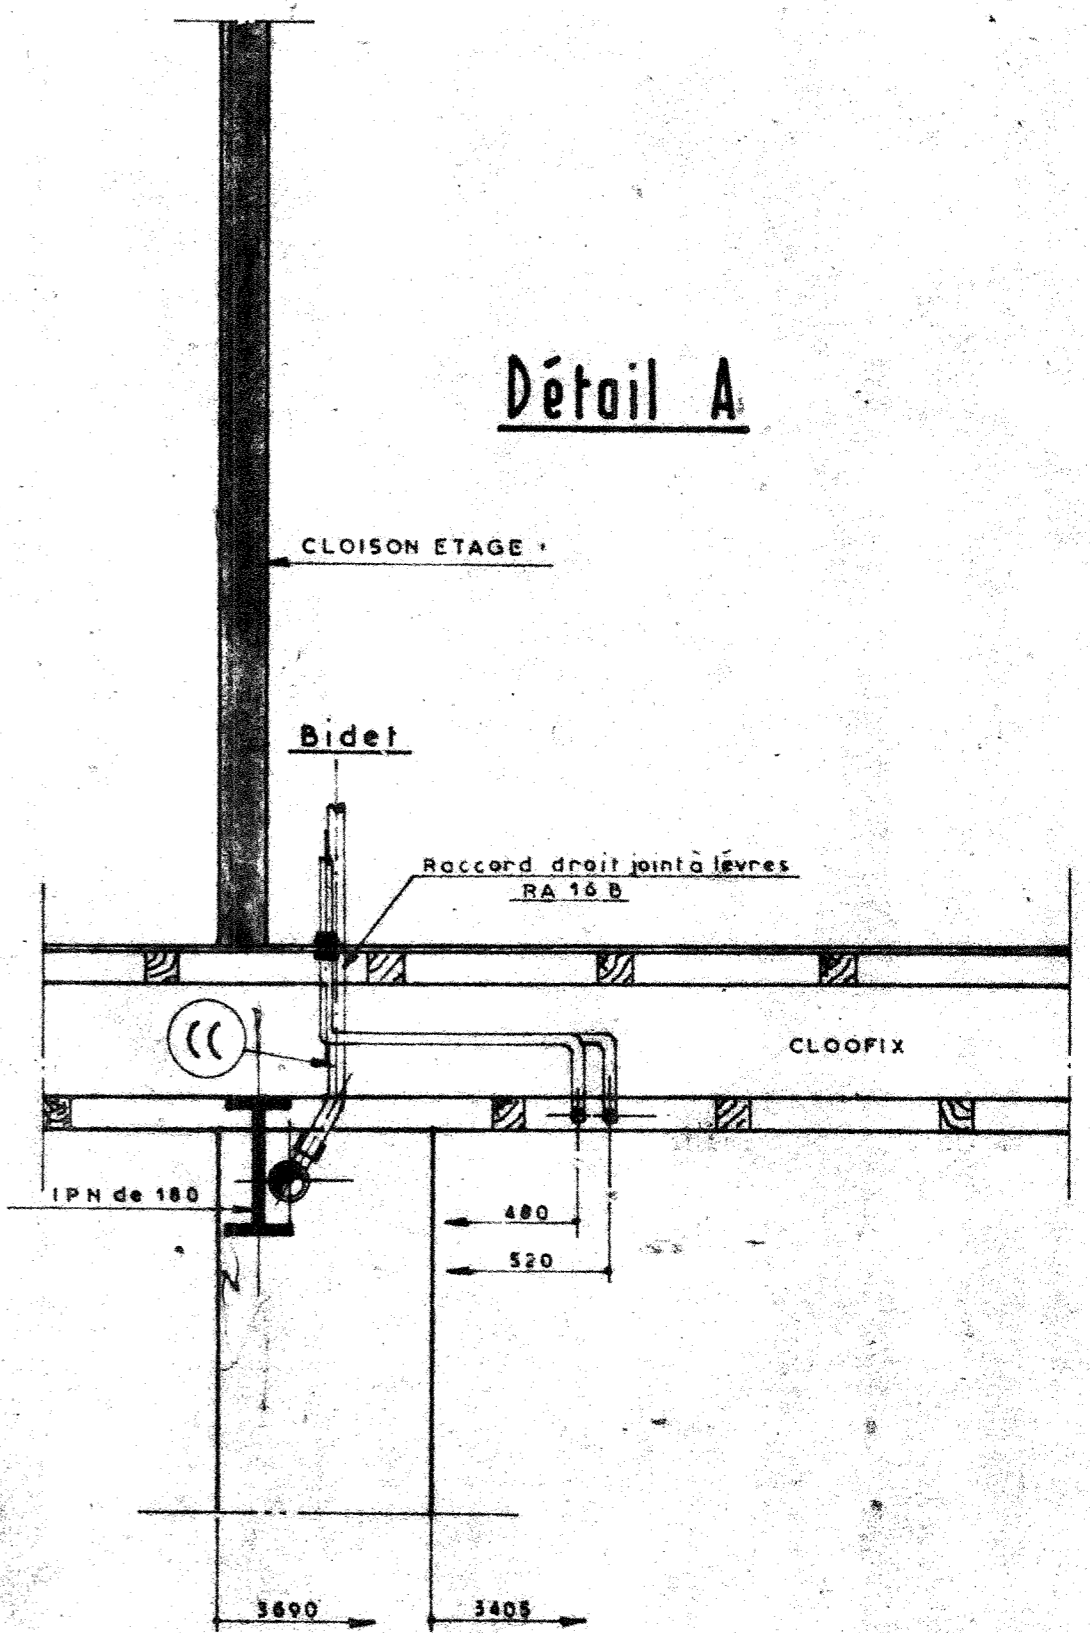 Détail A
CLOISON ETAGE
Bidet
Raccord droit joint à lèvres
RA 16 B
CC
CLOOFIX
IPN de 180
480
520
3690
3405